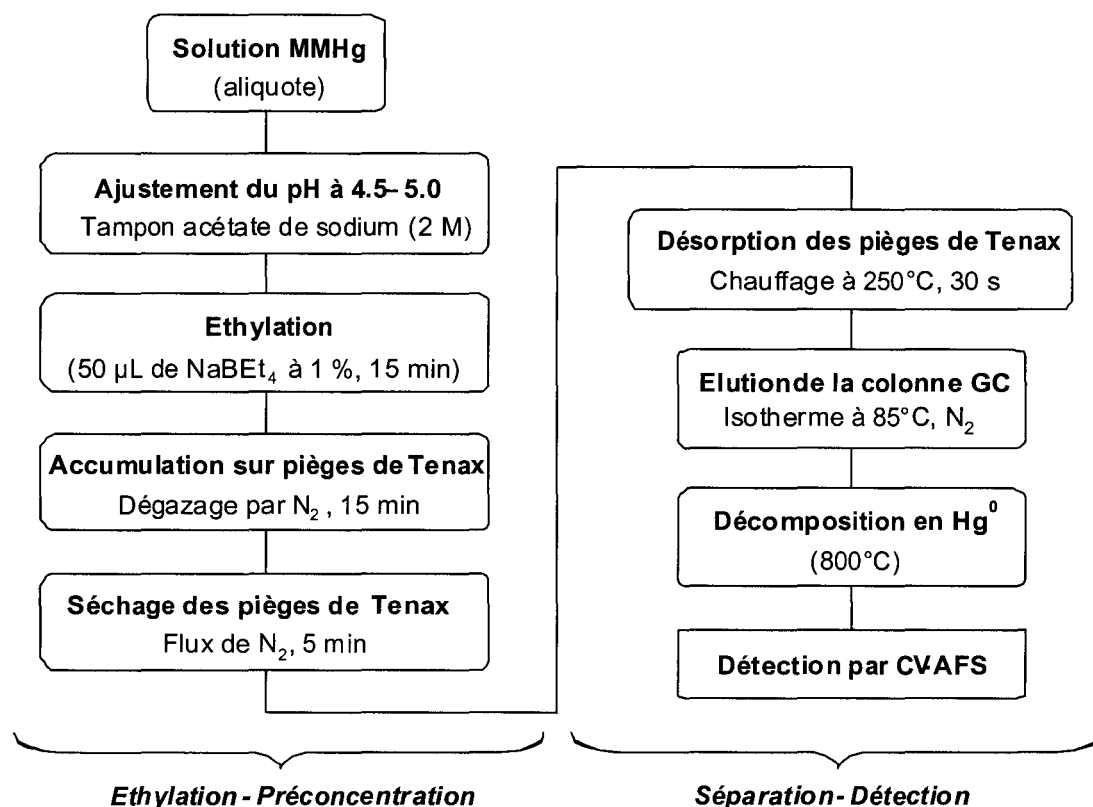 Solution MMHg
(aliquote)
Ajustement du pH à 4.5– 5.0
Tampon acétate de sodium (2 M)
Ethylation
(50 µL de NaBEt₄ à 1 %, 15 min)
Accumulation sur pièges de Tenax
Dégazage par N₂ , 15 min
Séchage des pièges de Tenax
Flux de N₂, 5 min
Ethylation - Préconcentration
Désorption des pièges de Tenax
Chauffage à 250°C, 30 s
Elutionde la colonne GC
Isotherme à 85°C, N₂
Décomposition en Hg⁰
(800°C)
Détection par CV-AFS
Séparation- Détection